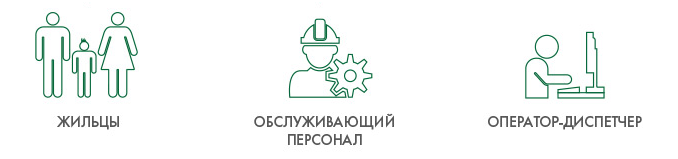 ЖИЛЬЦЫ
ОБСЛУЖИВАЮЩИЙ
ПЕРСОНАЛ
ОПЕРАТОР-ДИСПЕТЧЕР